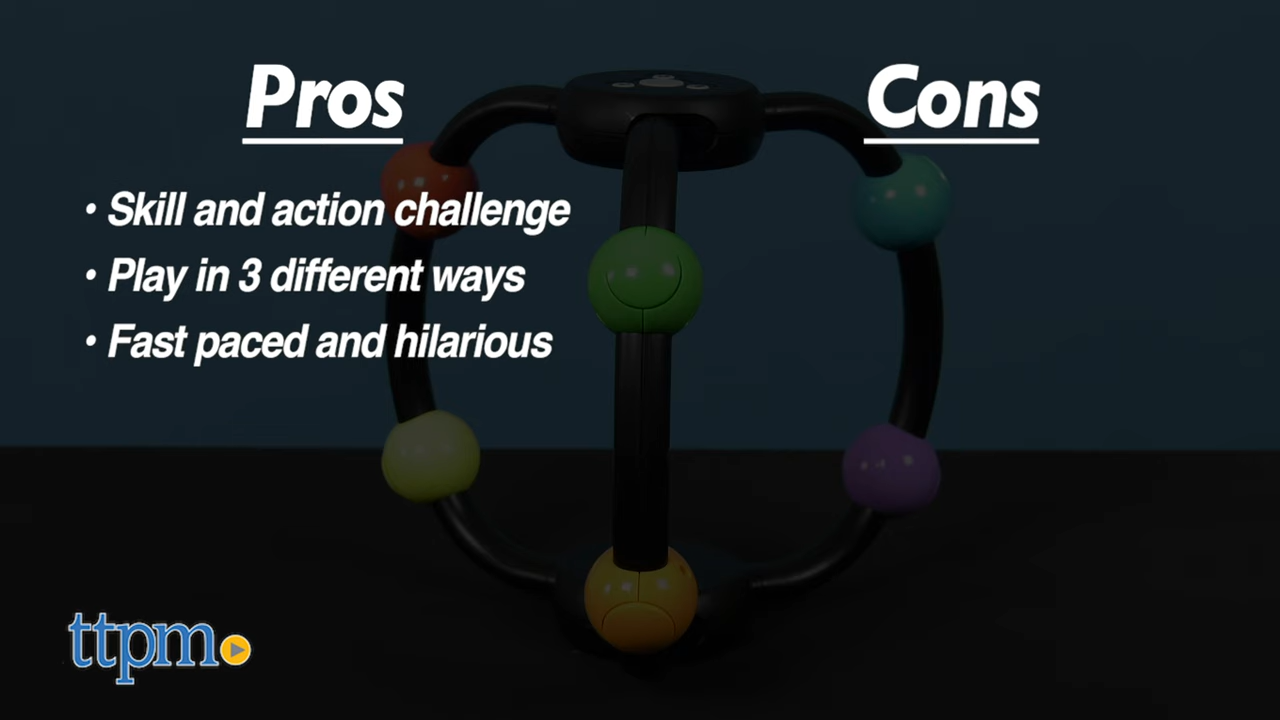 Pros
Cons
• Skill and action challenge
• Play in 3 different ways
• Fast paced and hilarious
ttpm